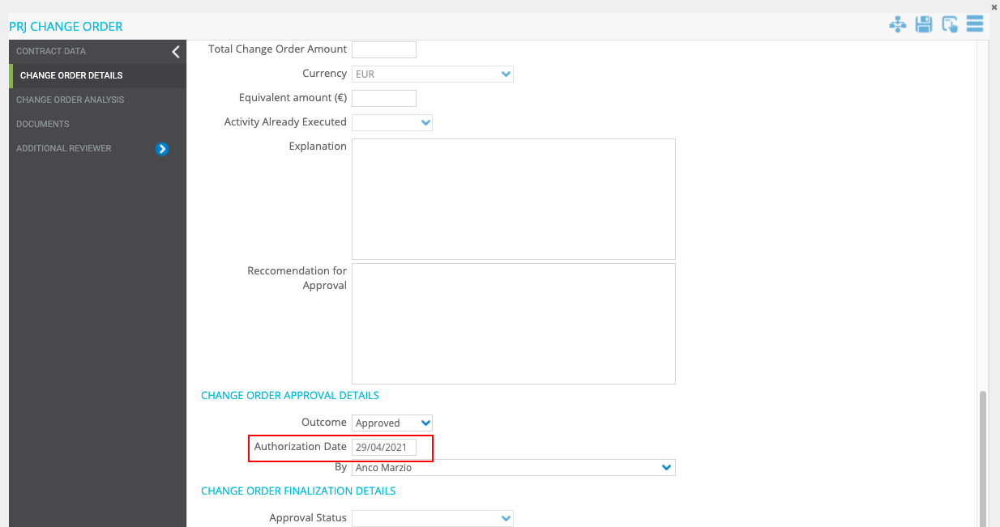 PRJ CHANGE ORDER
CONTRACT DATA
CHANGE ORDER DETAILS
CHANGE ORDER ANALYSIS
DOCUMENTS
ADDITIONAL REVIEWER
Total Change Order Amount
Currency EUR
Equivalent amount (€)
Activity Already Executed
Explanation
Reccomendation for
Approval
CHANGE ORDER APPROVAL DETAILS
Outcome Approved
Authorization Date 29/04/2021
By Anco Marzio
CHANGE ORDER FINALIZATION DETAILS
Approval Status